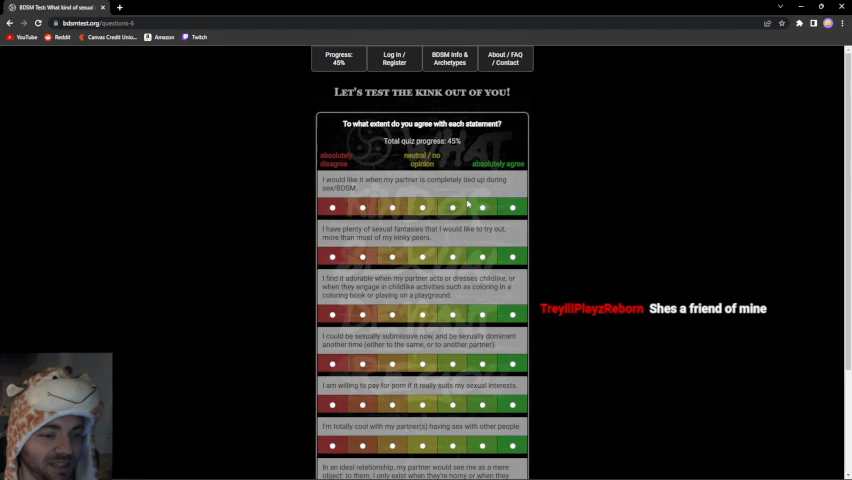 BDSM Test: What kind of sexual
bdsmtest.org/questions-6
YouTube Reddit Canvas Credit Unio... Amazon Twitch
Progress: 45%
Log In / Register
BDSM Info & Archetypes
About / FAQ / Contact
LET'S TEST THE KINK OUT OF YOU!
To what extent do you agree with each statement?
Total quiz progress: 45%
absolutely disagree
neutral / no opinion
absolutely agree
I would like it when my partner is completely tied up during
sex/BDSM.
I have plenty of sexual fantasies that I would like to try out,
more than most of my kinky peers.
I find it adorable when my partner acts or dresses childlike, or
when they engage in childlike activities such as coloring in a
coloring book or playing on a playground.
TreyIIIPlayzReborn Shes a friend of mine
I could be sexually submissive now, and be sexually dominant
another time (either to the same, or to another partner).
I am willing to pay for porn if it really suits my sexual interests.
I'm totally cool with my partner(s) having sex with other people
In an ideal relationship, my partner would see me as a mere
object: to them, I only exist when they're horny or when they